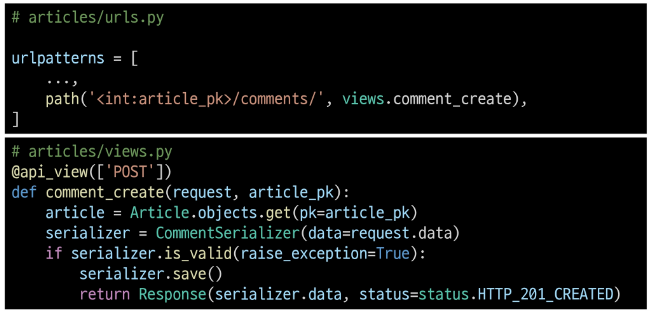 # articles/urls.py
urlpatterns = [
    ...,
    path('<int:article_pk>/comments/', views.comment_create),
]
# articles/views.py
@api_view(['POST'])
def comment_create(request, article_pk):
    article = Article.objects.get(pk=article_pk)
    serializer = CommentSerializer(data=request.data)
    if serializer.is_valid(raise_exception=True):
        serializer.save()
        return Response(serializer.data, status=status.HTTP_201_CREATED)